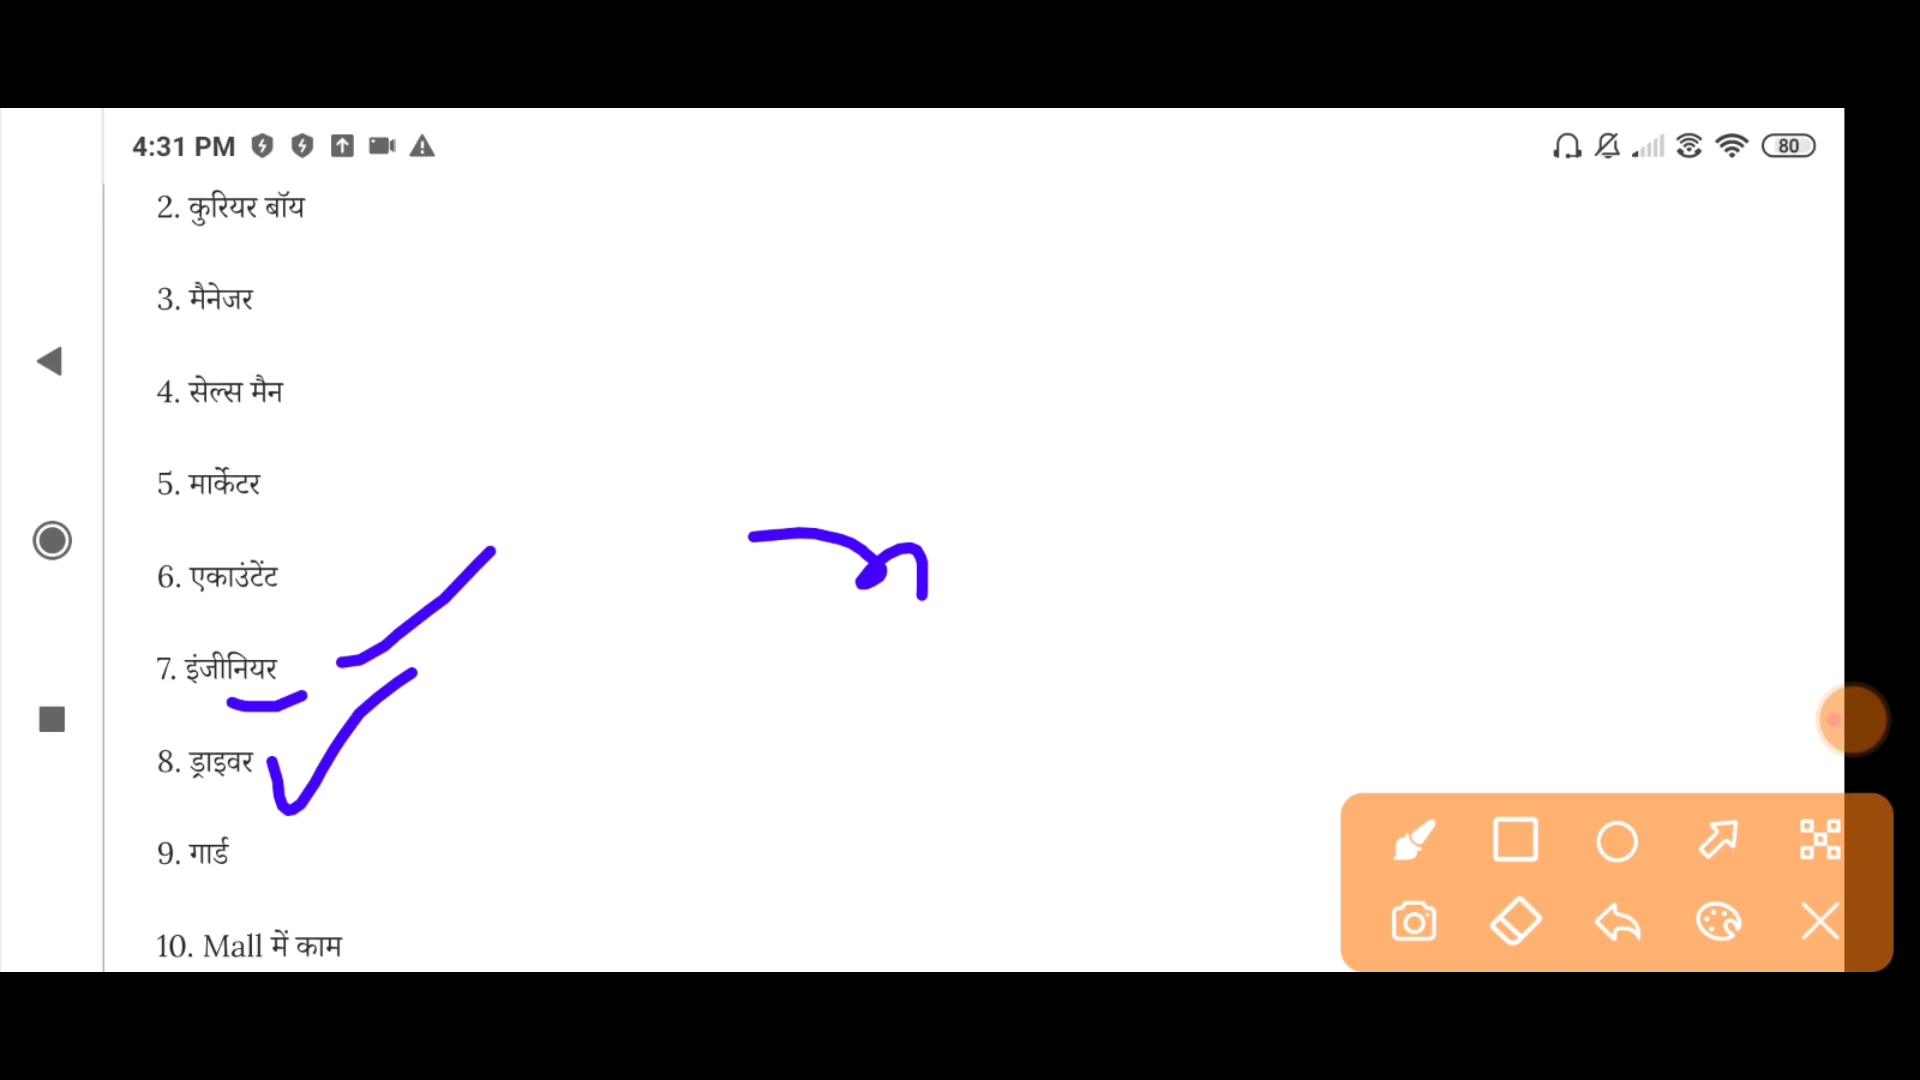 4:31 PM
80
2. कुरियर बॉय
3. मैनेजर
4. सेल्स मैन
5. मार्केटर
6. एकाउंटेंट
7. इंजीनियर
8. ड्राइवर
9. गार्ड
10. Mall में काम